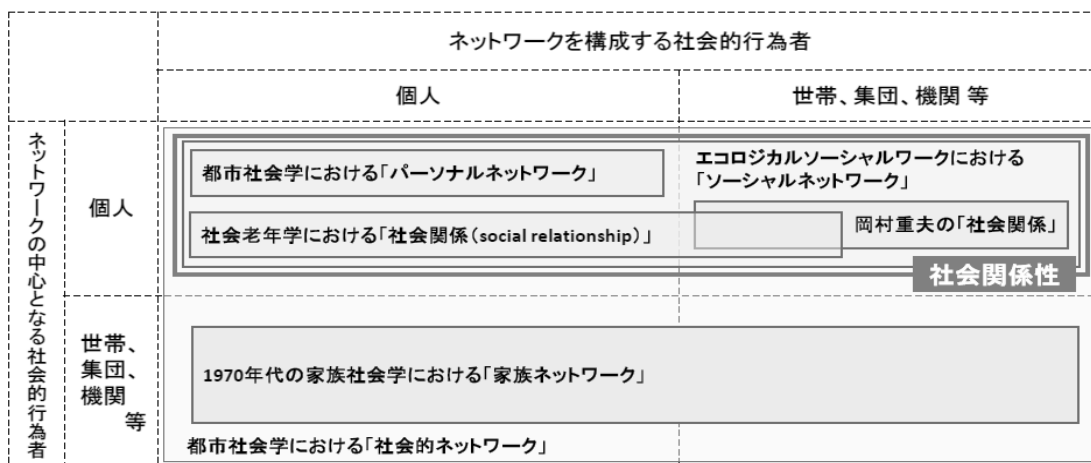 ネットワークを構成する社会的行為者
個人
世帯、集団、機関 等
ネットワークの中心となる社会的行為者
個人
都市社会学における「パーソナルネットワーク」
エコロジカルソーシャルワークにおける
「ソーシャルネットワーク」
社会老年学における「社会関係(social relationship)」
岡村重夫の「社会関係」
社会関係性
世帯、
集団、
機関
等
1970年代の家族社会学における「家族ネットワーク」
都市社会学における「社会的ネットワーク」